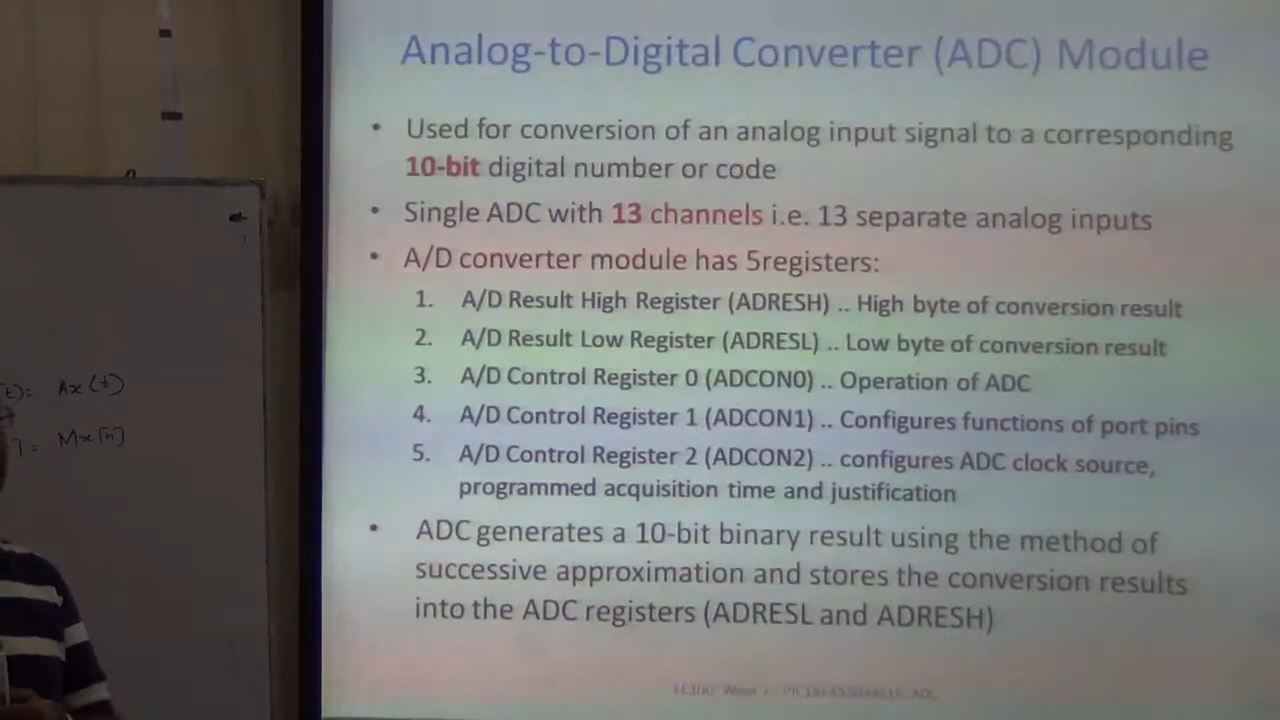 Analog-to-Digital Converter (ADC) Module
• Used for conversion of an analog input signal to a corresponding
10-bit digital number or code
• Single ADC with 13 channels i.e. 13 separate analog inputs
• A/D converter module has 5registers:
1. A/D Result High Register (ADRESH) .. High byte of conversion result
2. A/D Result Low Register (ADRESL) .. Low byte of conversion result
3. A/D Control Register 0 (ADCON0) .. Operation of ADC
4. A/D Control Register 1 (ADCON1) .. Configures functions of port pins
5. A/D Control Register 2 (ADCON2) .. configures ADC clock source,
programmed acquisition time and justification
• ADC generates a 10-bit binary result using the method of
successive approximation and stores the conversion results
into the ADC registers (ADRESL and ADRESH)
t)= Ax(t)
] = Mx[n]
ADC